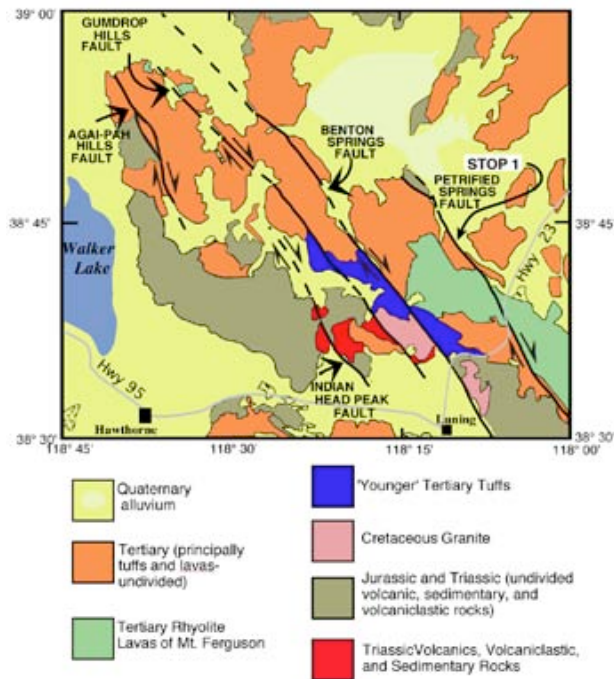 39° 00'
GUMDROP
HILLS
FAULT
AGAI-PAH
HILLS
FAULT
BENTON
SPRINGS
FAULT
STOP 1
PETRIFIED
SPRINGS
FAULT
38° 45'
38° 45'
Walker
Lake
Hwy 23
Hwy 95
INDIAN
HEAD PEAK
FAULT
Hawthorne
Luning
38° 30'
38° 30'
118° 45'
118° 30'
118° 15'
118° 00'
Quaternary
alluvium
Tertiary (principally
tuffs and lavas-
undivided)
Tertiary Rhyolite
Lavas of Mt. Ferguson
'Younger' Tertiary Tuffs
Cretaceous Granite
Jurassic and Triassic (undivided
volcanic, sedimentary, and
volcaniclastic rocks)
TriassicVolcanics, Volcaniclastic,
and Sedimentary Rocks